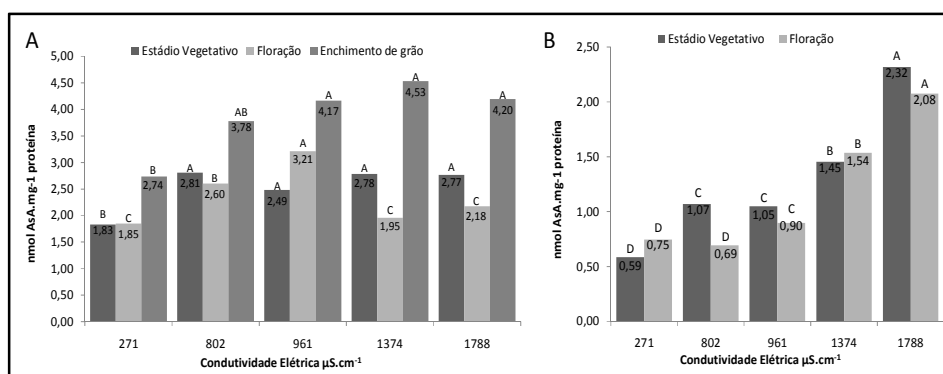 A
Estádio Vegetativo Floração Enchimento de grão
nmol AsA.mg-1 proteína
5,00
4,50
4,00
3,50
3,00
2,50
2,00
1,50
1,00
0,50
0,00
B C B
1,83 1,85 2,74
A B AB
2,81 2,60 3,78
A A A
2,49 3,21 4,17
A C A
2,78 1,95 4,53
A C A
2,77 2,18 4,20
271 802 961 1374 1788
Condutividade Elétrica µS.cm-1
B
Estádio Vegetativo Floração
nmol AsA.mg-1 proteína
2,50
2,00
1,50
1,00
0,50
0,00
D D
0,59 0,75
C D
1,07 0,69
C C
1,05 0,90
B B
1,45 1,54
A A
2,32 2,08
271 802 961 1374 1788
Condutividade Elétrica µS.cm-1